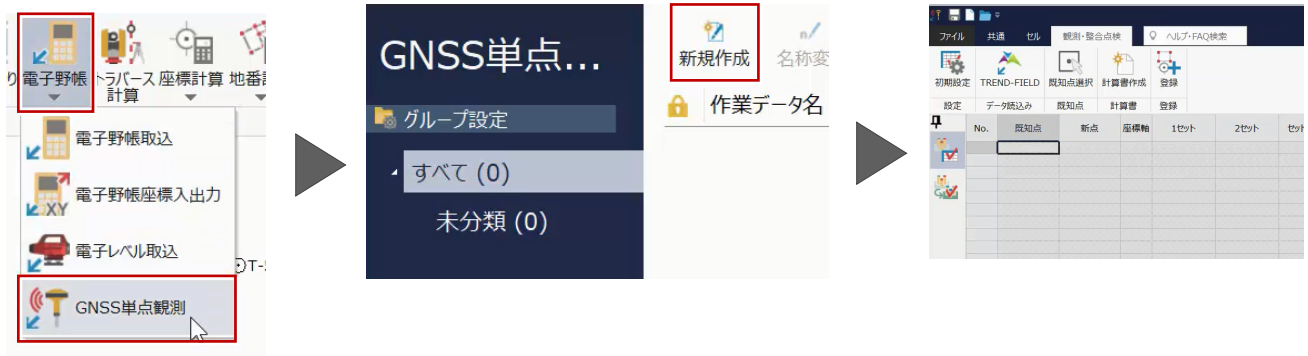 り 電子野帳 トラバース計算 座標計算 地番
電子野帳取込
電子野帳座標入出力
XY
電子レベル取込
T-
GNSS単点観測
GNSS単点...
グループ設定
すべて (0)
未分類 (0)
新規作成 名称変
作業データ名
ファイル 共通 セル 観測・整合点検 ヘルプ・FAQ検索
初期設定 TREND-FIELD 既知点選択 計算書作成 登録
設定 データ読込み 既知点 計算書 登録
No. 既知点 新点 座標軸 1セット 2セット セット